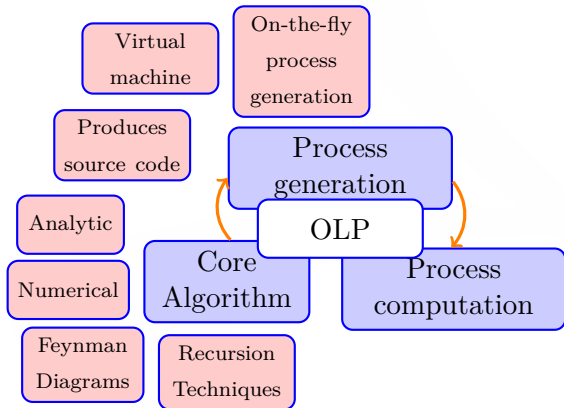 On-the-fly
process
generation
Virtual
machine
Produces
source code
Process
generation
Analytic
OLP
Core
Algorithm
Process
computation
Numerical
Feynman
Diagrams
Recursion
Techniques